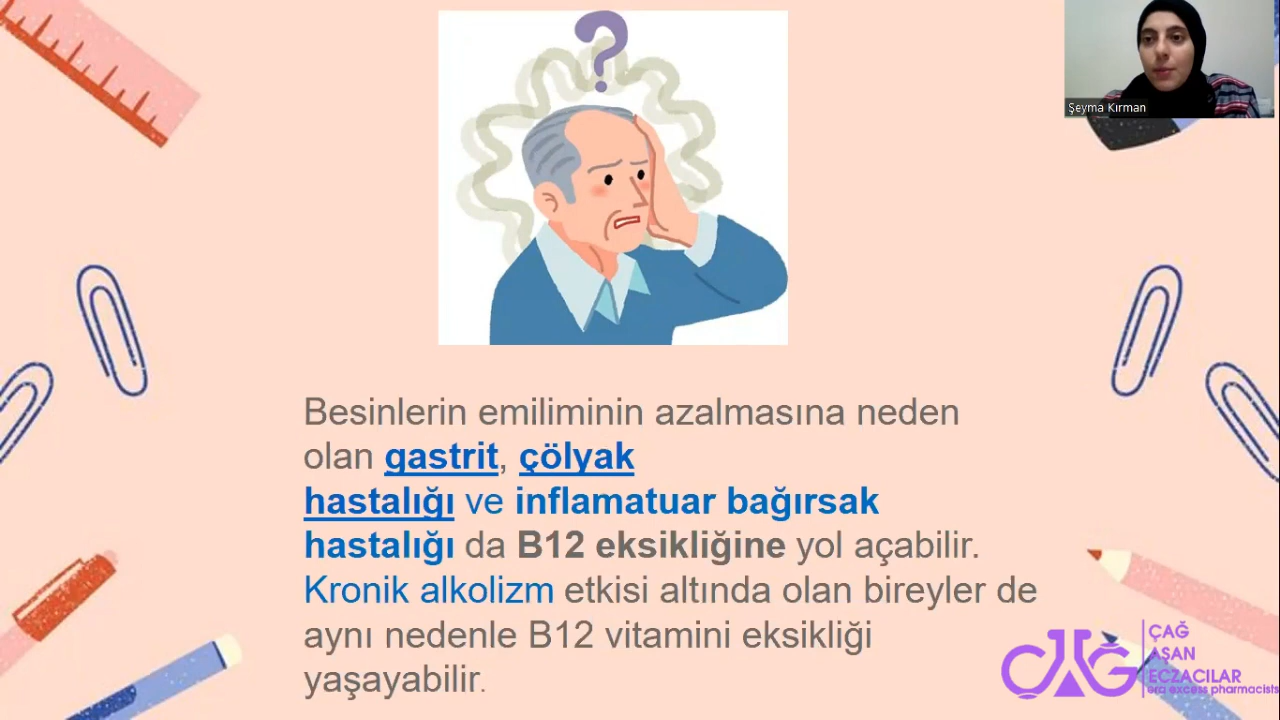 ?
Şeyma Kırman
Besinlerin emiliminin azalmasına neden
olan gastrit, çölyak
hastalığı ve inflamatuar bağırsak
hastalığı da B12 eksikliğine yol açabilir.
Kronik alkolizm etkisi altında olan bireyler de
aynı nedenle B12 vitamini eksikliği
yaşayabilir.
ÇAĞ
ÇAĞ
AŞAN
ECZACILAR
era excess pharmacists